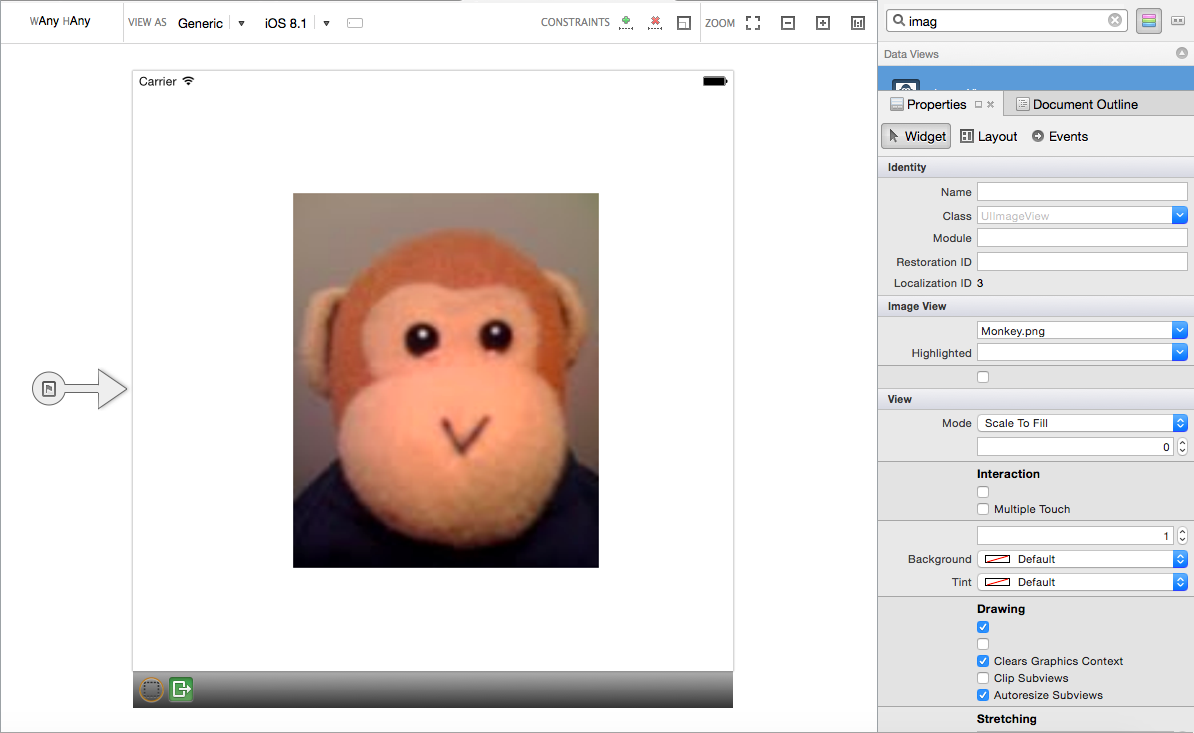 wAny hAny
VIEW AS Generic iOS 8.1
CONSTRAINTS
ZOOM
imag
Data Views
Carrier
Properties
Document Outline
Widget Layout Events
Identity
Name
Class UIImageView
Module
Restoration ID
Localization ID 3
Image View
Monkey.png
Highlighted
View
Mode Scale To Fill
0
Interaction
Multiple Touch
1
Background Default
Tint Default
Drawing
Clears Graphics Context
Clip Subviews
Autoresize Subviews
Stretching